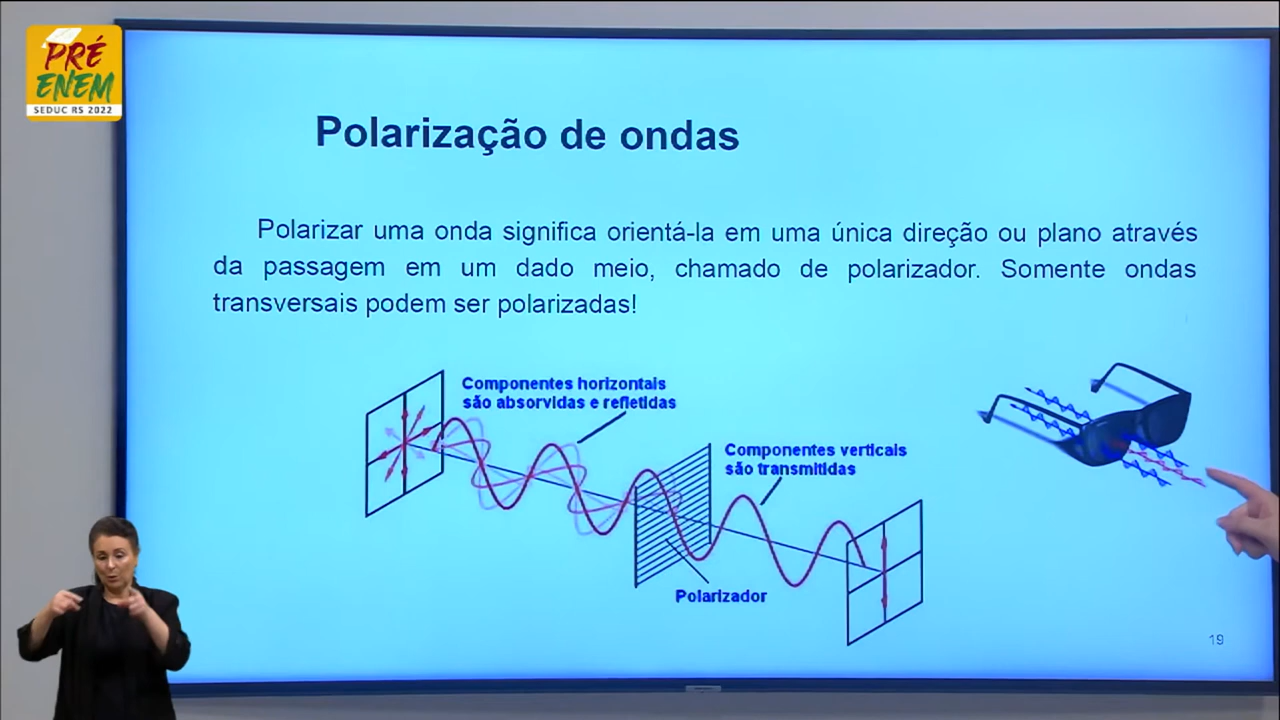 PRÉ
ENEM
SEDUC RS 2022
Polarização de ondas
Polarizar uma onda significa orientá-la em uma única direção ou plano através
da passagem em um dado meio, chamado de polarizador. Somente ondas
transversais podem ser polarizadas!
Componentes horizontais
são absorvidas e refletidas
Componentes verticais
são transmitidas
Polarizador
19